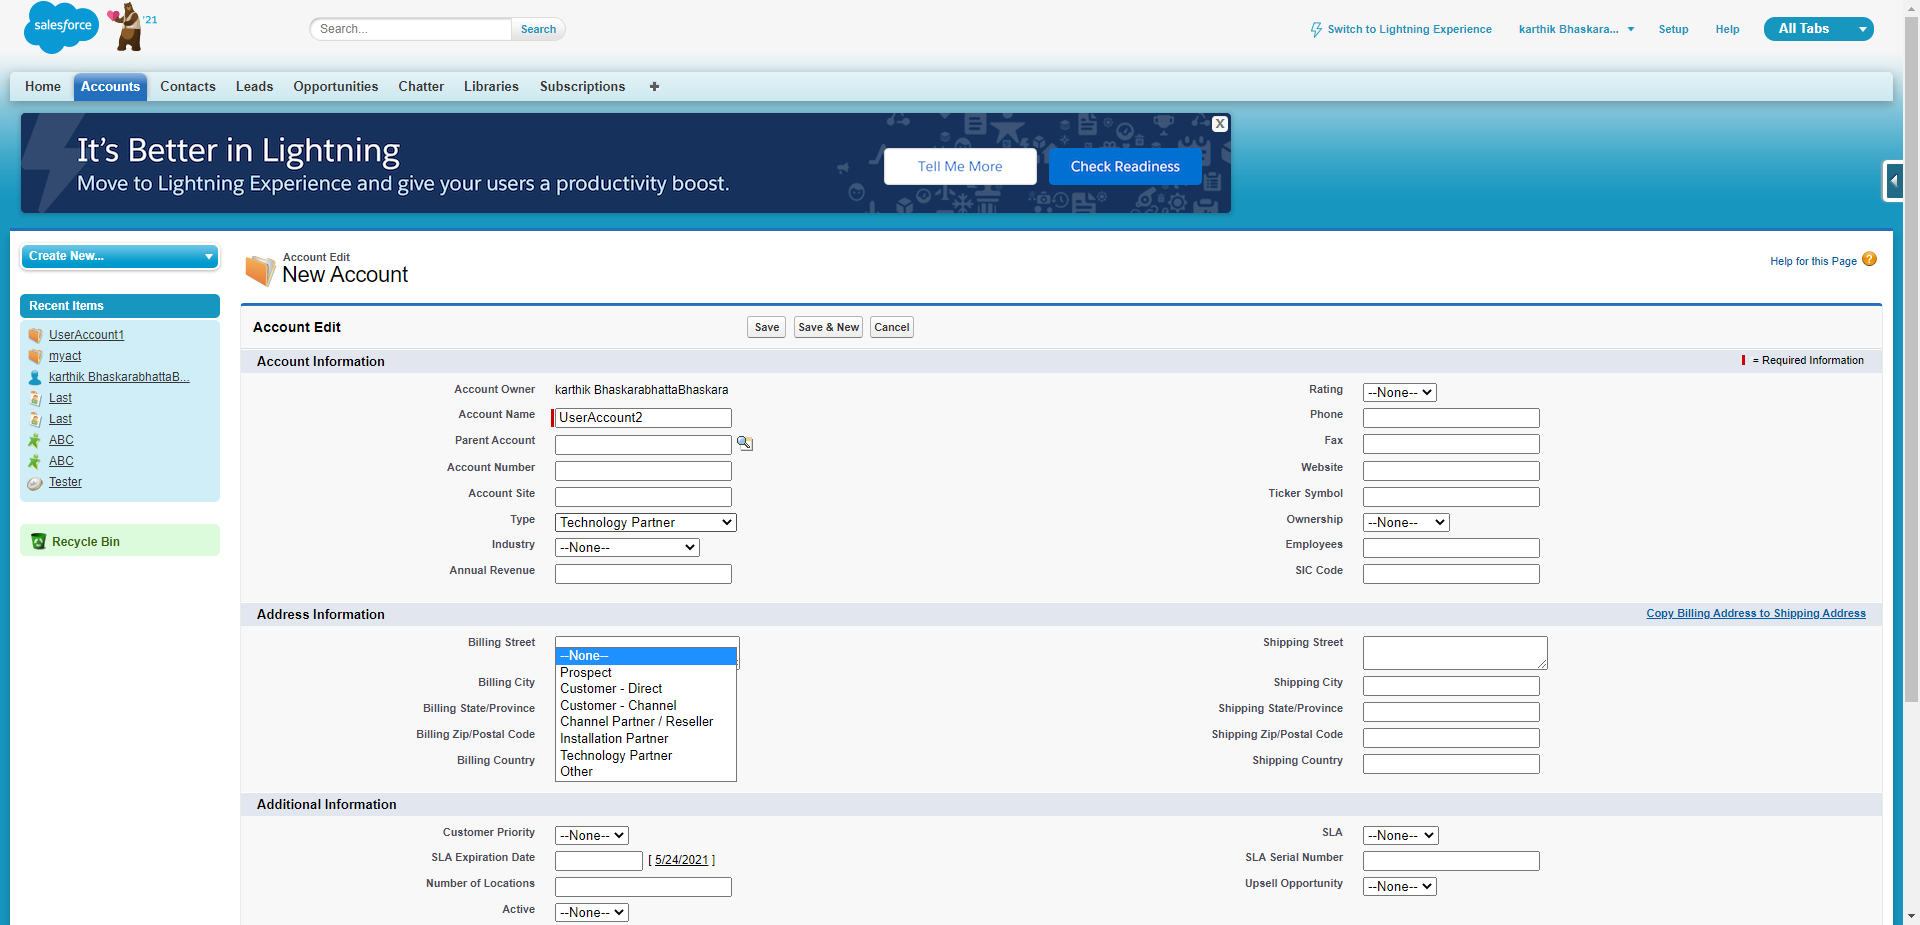 salesforce
'21
Search...
Search
Switch to Lightning Experience
karthik Bhaskara...
Setup
Help
All Tabs
Home
Accounts
Contacts
Leads
Opportunities
Chatter
Libraries
Subscriptions
It's Better in Lightning
Move to Lightning Experience and give your users a productivity boost.
Tell Me More
Check Readiness
X
Create New...
Recent Items
UserAccount1
myact
karthik BhaskarabhattaB...
Last
Last
ABC
ABC
Tester
Recycle Bin
Account Edit
New Account
Help for this Page ?
Account Edit
Save
Save & New
Cancel
Account Information
= Required Information
Account Owner karthik BhaskarabhattaBhaskara
Rating --None--
Account Name UserAccount2
Phone
Parent Account
Fax
Account Number
Website
Account Site
Ticker Symbol
Type Technology Partner
Ownership --None--
Industry --None--
Employees
Annual Revenue
SIC Code
Address Information
Copy Billing Address to Shipping Address
Billing Street
Shipping Street
Billing City
Shipping City
Billing State/Province
Shipping State/Province
Billing Zip/Postal Code
Shipping Zip/Postal Code
Billing Country
Shipping Country
--None--
Prospect
Customer - Direct
Customer - Channel
Channel Partner / Reseller
Installation Partner
Technology Partner
Other
Additional Information
Customer Priority --None--
SLA --None--
SLA Expiration Date [ 5/24/2021 ]
SLA Serial Number
Number of Locations
Upsell Opportunity --None--
Active --None--